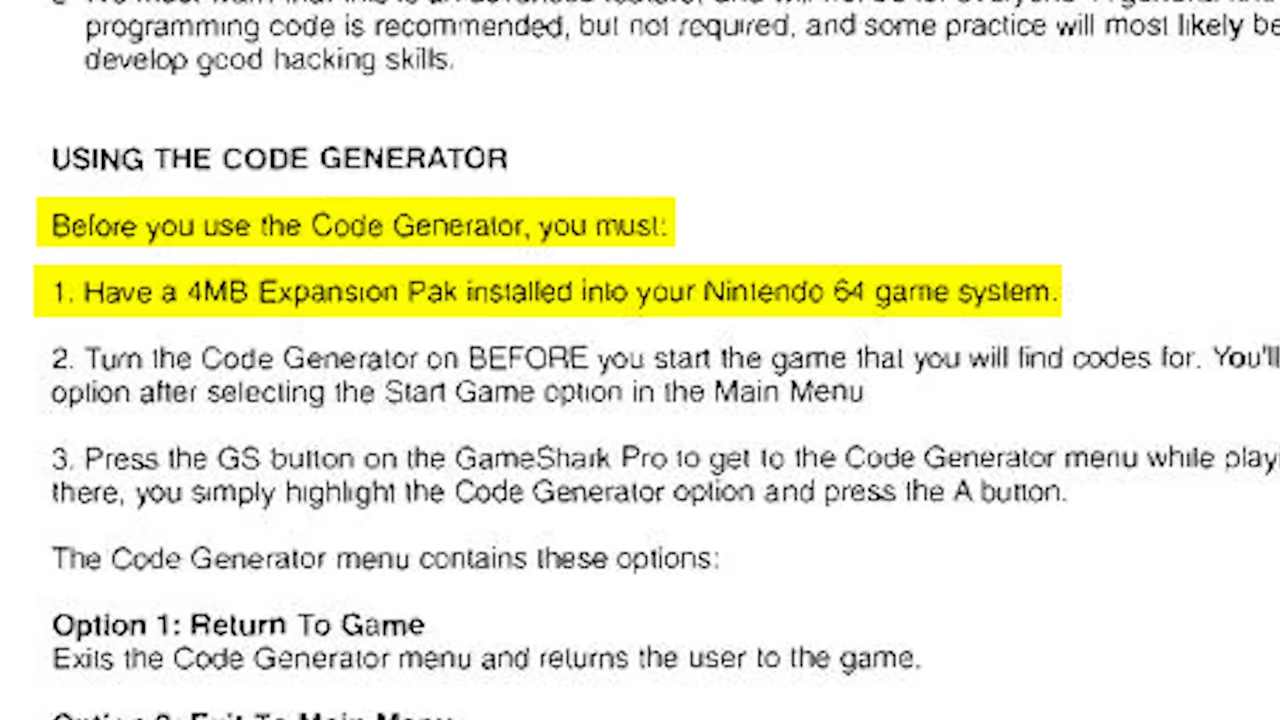 programming code is recommended, but not required, and some practice will most likely be
develop good hacking skills.
USING THE CODE GENERATOR
Before you use the Code Generator, you must:
1. Have a 4MB Expansion Pak installed into your Nintendo 64 game system.
2. Turn the Code Generator on BEFORE you start the game that you will find codes for. You'll
option after selecting the Start Game option in the Main Menu
3. Press the GS button on the GameShark Pro to get to the Code Generator menu while play
there, you simply highlight the Code Generator option and press the A button.
The Code Generator menu contains these options:
Option 1: Return To Game
Exits the Code Generator menu and returns the user to the game.
Option 2: Exit To Main Menu